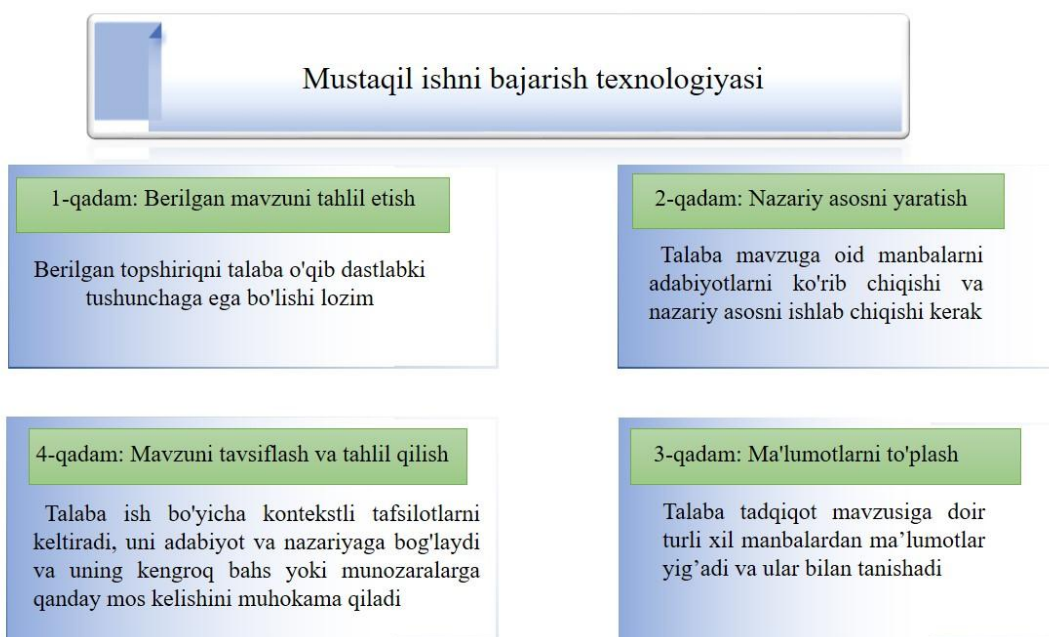 Mustaqil ishni bajarish texnologiyasi
1-qadam: Berilgan mavzuni tahlil etish
Berilgan topshiriqni talaba o'qib dastlabki
tushunchaga ega bo'lishi lozim
2-qadam: Nazariy asosni yaratish
Talaba mavzuga oid manbalarni
adabiyotlarni ko'rib chiqishi va
nazariy asosni ishlab chiqishi kerak
4-qadam: Mavzuni tavsiflash va tahlil qilish
Talaba ish bo'yicha kontekstli tafsilotlarni
keltiradi, uni adabiyot va nazariyaga bog'laydi
va uning kengroq bahs yoki munozaralarga
qanday mos kelishini muhokama qiladi
3-qadam: Ma'lumotlarni to'plash
Talaba tadqiqot mavzusiga doir
turli xil manbalardan ma’lumotlar
yig’adi va ular bilan tanishadi